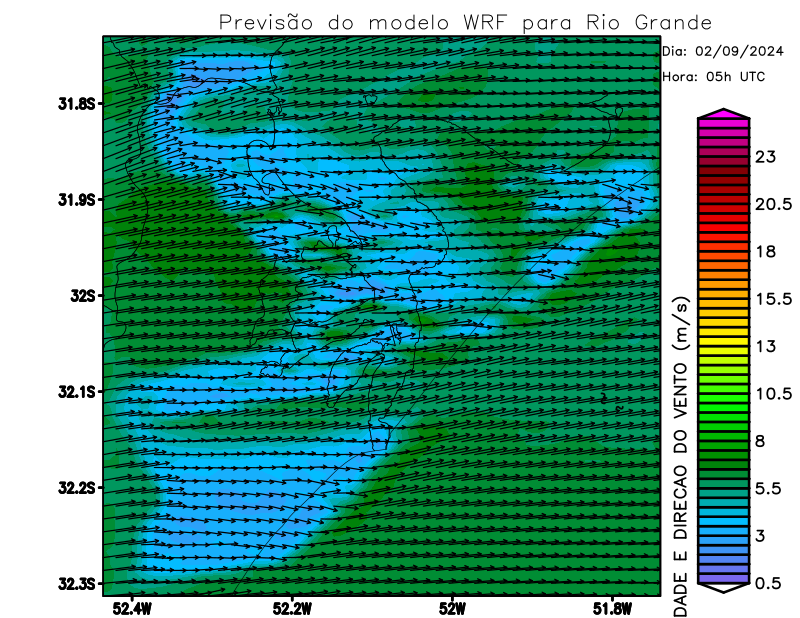 Previsão do modelo WRF para Rio Grande
Dia: 02/09/2024
Hora: 05h UTC
31.8S
31.9S
32S
32.1S
32.2S
32.3S
52.4W
52.2W
52W
51.8W
23
20.5
18
15.5
13
10.5
8
5.5
3
0.5
DADE E DIRECAO DO VENTO (m/s)